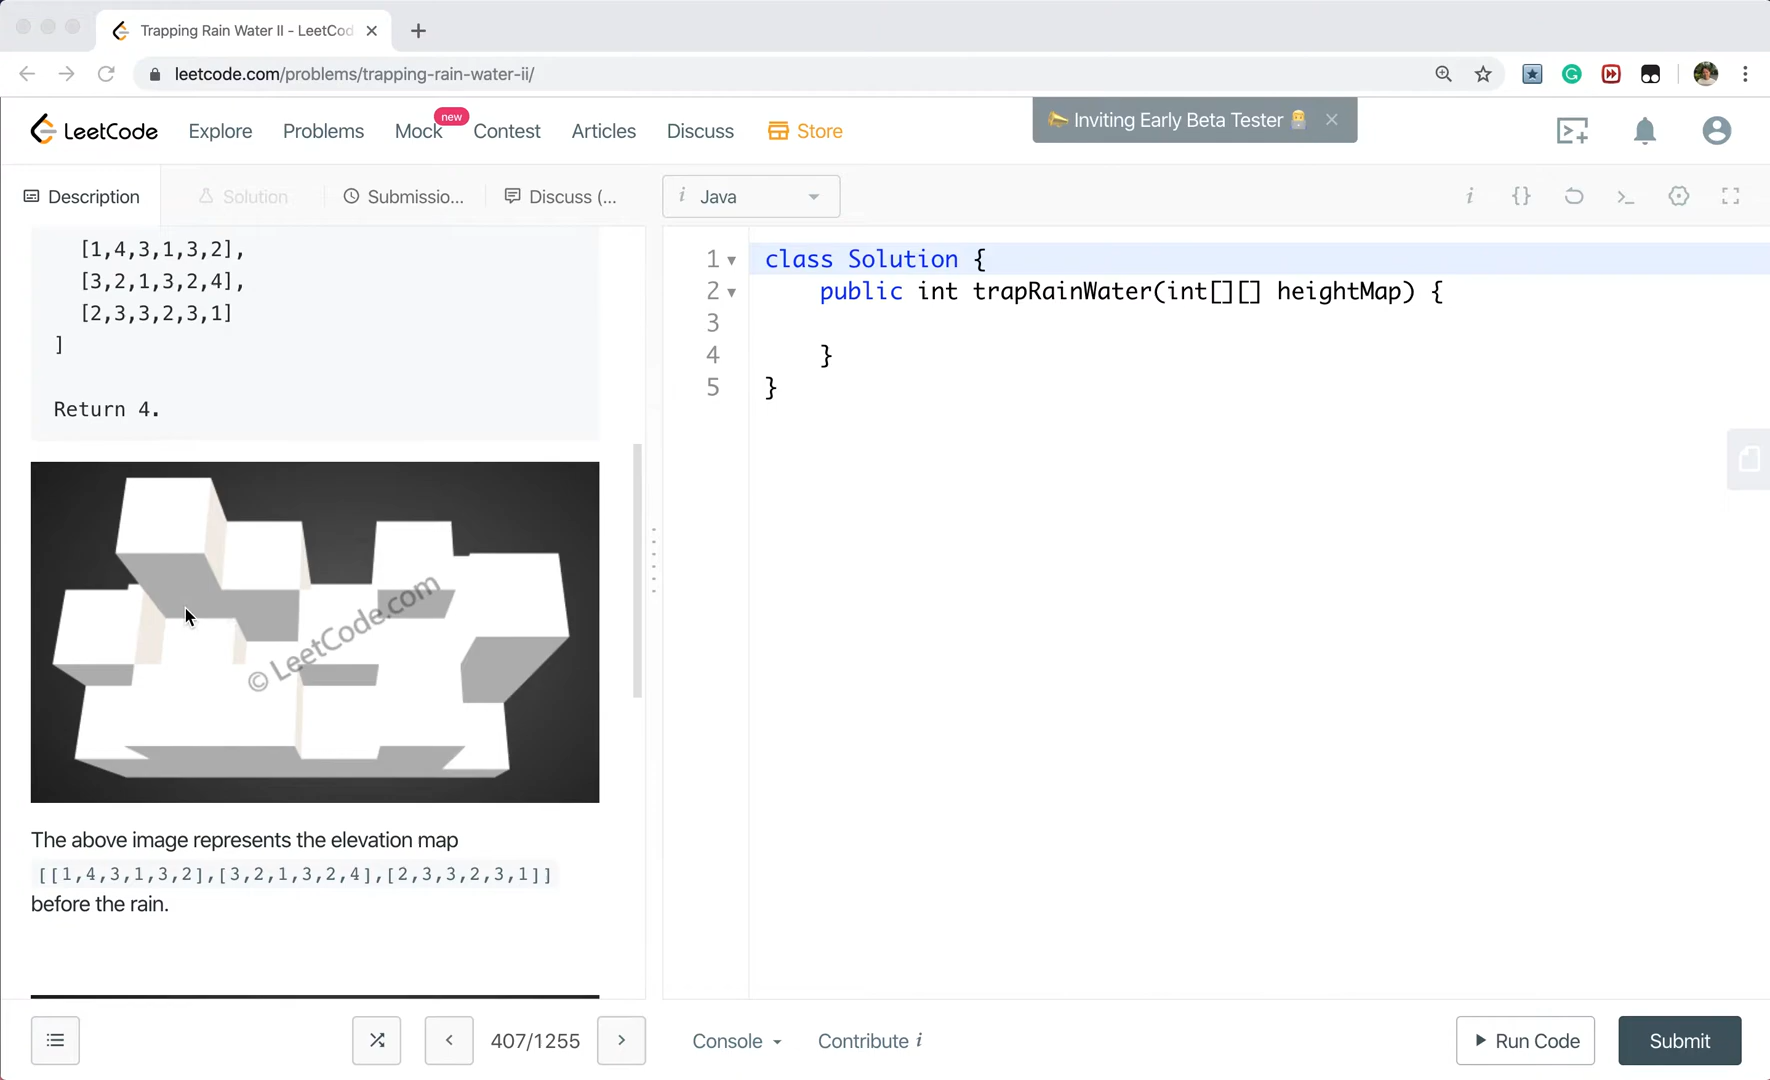 Trapping Rain Water II - LeetCod
leetcode.com/problems/trapping-rain-water-ii/
LeetCode
Explore
Problems
Mock
new
Contest
Articles
Discuss
Store
Inviting Early Beta Tester
Description
Solution
Submissio...
Discuss (...
i Java
i {} >_
[1,4,3,1,3,2],
[3,2,1,3,2,4],
[2,3,3,2,3,1]
]
Return 4.
© LeetCode.com
The above image represents the elevation map
[[1,4,3,1,3,2],[3,2,1,3,2,4],[2,3,3,2,3,1]]
before the rain.
1 class Solution {
2 public int trapRainWater(int[][] heightMap) {
3
4 }
5 }
407/1255
Console
Contribute i
Run Code
Submit